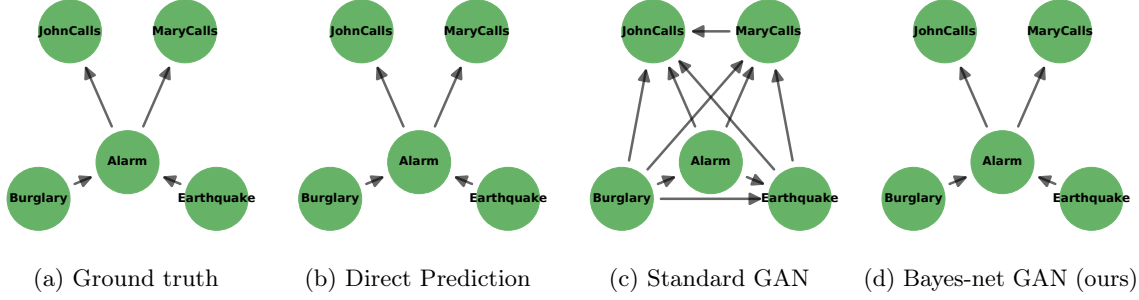 JohnCalls MaryCalls JohnCalls MaryCalls JohnCalls MaryCalls JohnCalls MaryCalls
Alarm Alarm Alarm Alarm
Burglary Earthquake Burglary Earthquake Burglary Earthquake Burglary Earthquake
(a) Ground truth (b) Direct Prediction (c) Standard GAN (d) Bayes-net GAN (ours)